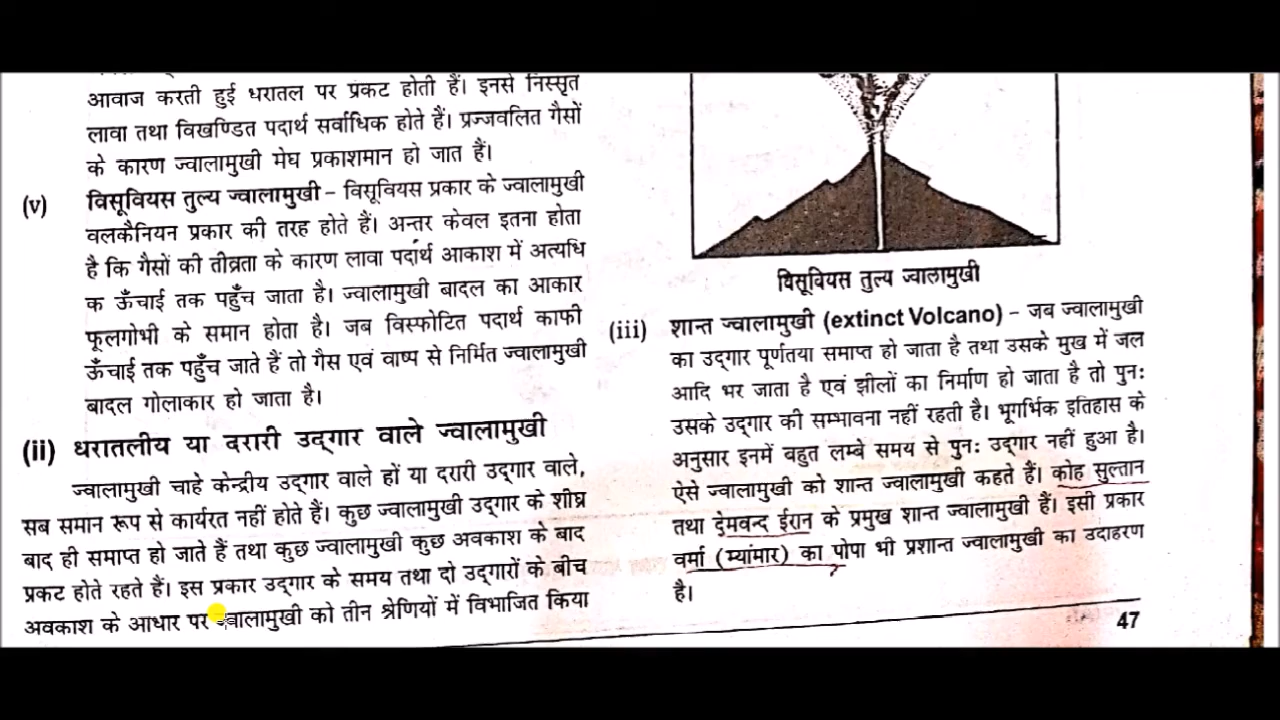 आवाज करती हुई धरातल पर प्रकट होती हैं। इनसे निस्सृत
लावा तथा विखण्डित पदार्थ सर्वाधिक होते हैं। प्रज्जवलित गैसों
के कारण ज्वालामुखी मेघ प्रकाशमान हो जात हैं।
(v) विसूवियस तुल्य ज्वालामुखी – विसूवियस प्रकार के ज्वालामुखी
वलकैनियन प्रकार की तरह होते हैं। अन्तर केवल इतना होता
है कि गैसों की तीव्रता के कारण लावा पदार्थ आकाश में अत्यधि
क ऊँचाई तक पहुँच जाता है। ज्वालामुखी बादल का आकार
फूलगोभी के समान होता है। जब विस्फोटित पदार्थ काफी
ऊँचाई तक पहुँच जाते हैं तो गैस एवं वाष्प से निर्मित ज्वालामुखी
बादल गोलाकार हो जाता है।
(ii) धरातलीय या दरारी उद्‌गार वाले ज्वालामुखी
ज्वालामुखी चाहे केन्द्रीय उद्‌गार वाले हों या दरारी उद्‌गार वाले,
सब समान रूप से कार्यरत नहीं होते हैं। कुछ ज्वालामुखी उद्‌गार के शीघ्र
बाद ही समाप्त हो जाते हैं तथा कुछ ज्वालामुखी कुछ अवकाश के बाद
प्रकट होते रहते हैं। इस प्रकार उद्‌गार के समय तथा दो उद्‌गारों के बीच
अवकाश के आधार पर ज्वालामुखी को तीन श्रेणियों में विभाजित किया
विसूवियस तुल्य ज्वालामुखी
(iii) शान्त ज्वालामुखी (extinct Volcano) – जब ज्वालामुखी
का उद्‌गार पूर्णतया समाप्त हो जाता है तथा उसके मुख में जल
आदि भर जाता है एवं झीलों का निर्माण हो जाता है तो पुनः
उसके उद्‌गार की सम्भावना नहीं रहती है। भूगर्भिक इतिहास के
अनुसार इनमें बहुत लम्बे समय से पुनः उद्‌गार नहीं हुआ है।
ऐसे ज्वालामुखी को शान्त ज्वालामुखी कहते हैं। कोह सुल्तान
तथा देमवन्द ईरान के प्रमुख शान्त ज्वालामुखी हैं। इसी प्रकार
वर्मा (म्यांमार) का पोपा भी प्रशान्त ज्वालामुखी का उदाहरण
है।
47